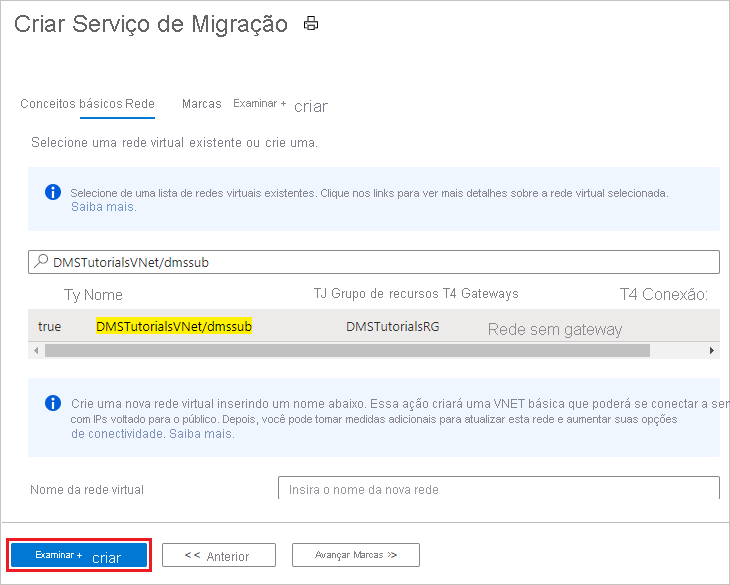 Criar Serviço de Migração
Conceitos básicos Rede Marcas Examinar + criar
Selecione uma rede virtual existente ou crie uma.
Selecione de uma lista de redes virtuais existentes. Clique nos links para ver mais detalhes sobre a rede virtual selecionada.
Saiba mais.
DMSTutorialsVNet/dmssub
Ty Nome TJ Grupo de recursos T4 Gateways T4 Conexão:
true DMSTutorialsVNet/dmssub DMSTutorialsRG Rede sem gateway
Crie uma nova rede virtual inserindo um nome abaixo. Essa ação criará uma VNET básica que poderá se conectar a ser
com IPs voltado para o público. Depois, você pode tomar medidas adicionais para atualizar esta rede e aumentar suas opções
de conectividade. Saiba mais.
Nome da rede virtual Insira o nome da nova rede
Examinar + criar << Anterior Avançar Marcas >>